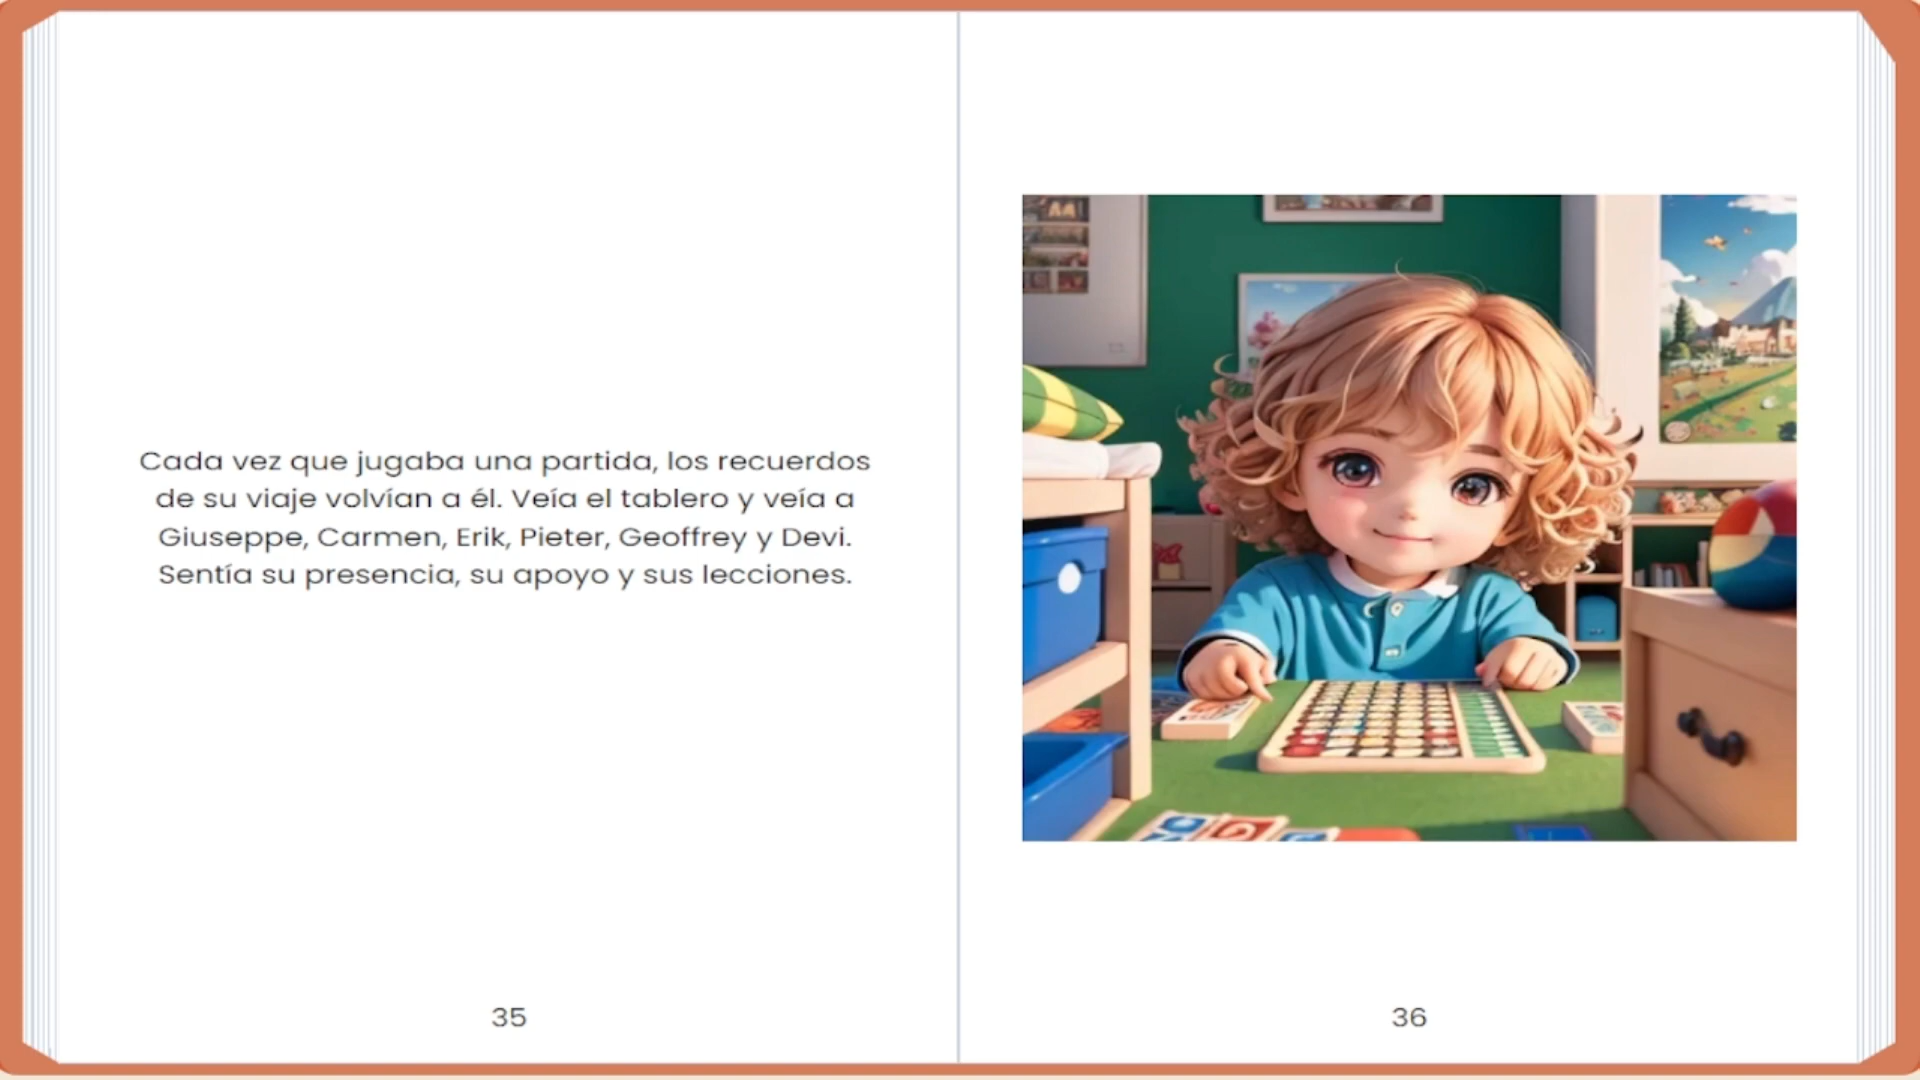 Cada vez que jugaba una partida, los recuerdos
de su viaje volvían a él. Veía el tablero y veía a
Giuseppe, Carmen, Erik, Pieter, Geoffrey y Devi.
Sentía su presencia, su apoyo y sus lecciones.
35
36